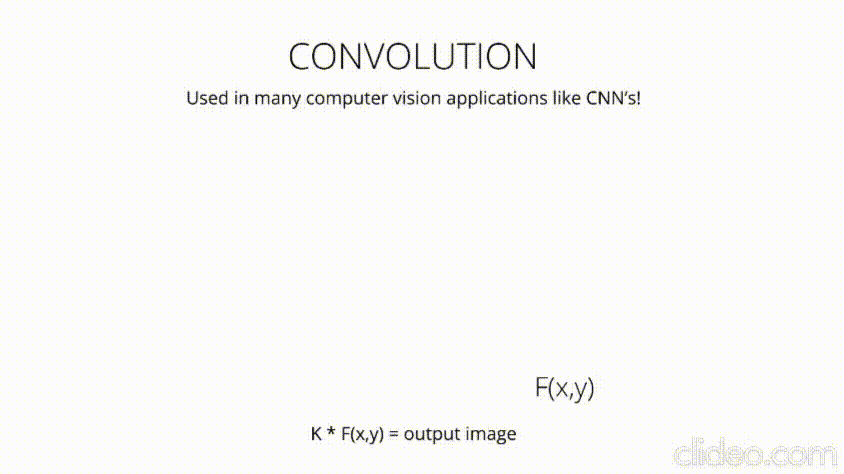 CONVOLUTION
Used in many computer vision applications like CNN's!
F(x,y)
K * F(x,y) = output image
clideo.com